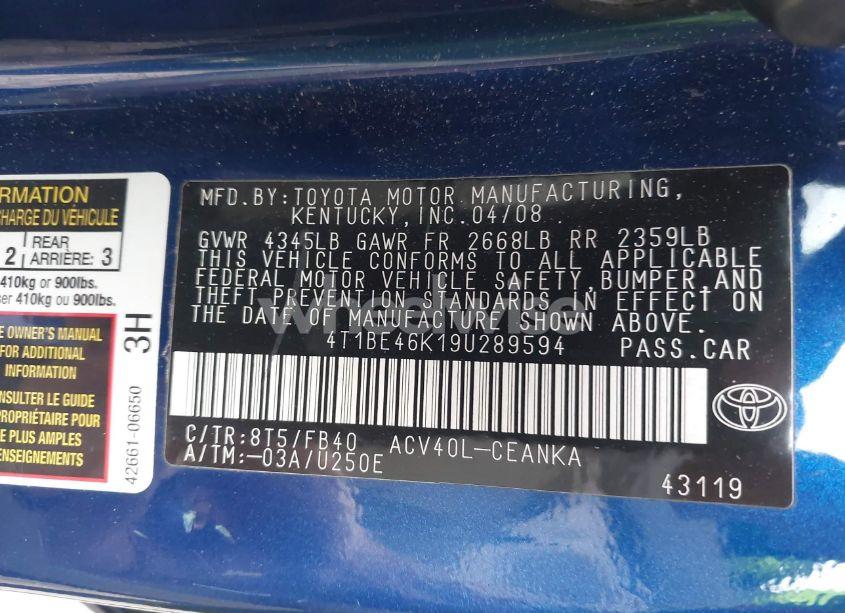 ORMATION
CHARGE DU VÉHICULE
2 REAR ARRIÈRE: 3
410kg or 900lbs.
ser 410kg ou 900lbs.
E OWNER'S MANUAL
FOR ADDITIONAL
INFORMATION
NSULTER LE GUIDE
PROPRIÉTAIRE POUR
E PLUS AMPLES
ENSEIGNEMENTS
3H
42661-06650
MFD.BY:TOYOTA MOTOR MANUFACTURING,
KENTUCKY,INC.04/08
GVWR 4345LB GAWR FR 2668LB RR 2359LB
THIS VEHICLE CONFORMS TO ALL APPLICABLE
FEDERAL MOTOR VEHICLE SAFETY,BUMPER,AND
THEFT PREVENTION STANDARDS IN EFFECT ON
THE DATE OF MANUFACTURE SHOWN ABOVE.
4T1BE46K19U289594 PASS.CAR
C/TR:8T5/FB40 ACV40L-CEANKA
A/TM:-03A/U250E
43119